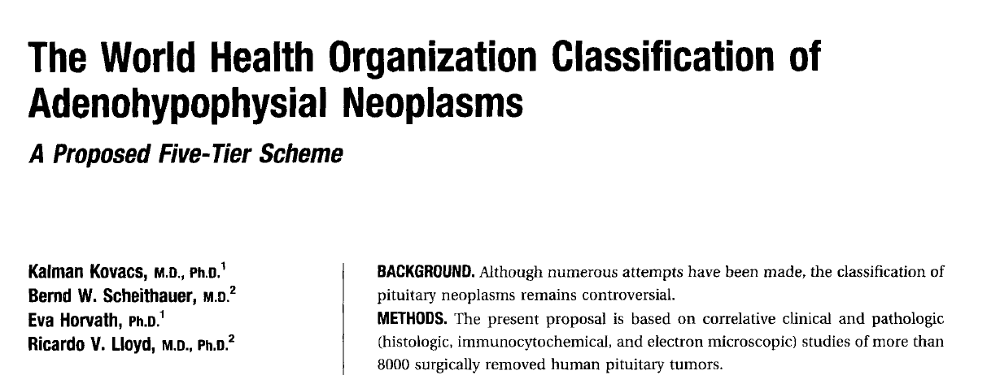 The World Health Organization Classification of
Adenohypophysial Neoplasms
A Proposed Five-Tier Scheme
Kalman Kovacs, M.D., Ph.D.¹
Bernd W. Scheithauer, M.D.²
Eva Horvath, Ph.D.¹
Ricardo V. Lloyd, M.D., Ph.D.²
BACKGROUND. Although numerous attempts have been made, the classification of
pituitary neoplasms remains controversial.
METHODS. The present proposal is based on correlative clinical and pathologic
(histologic, immunocytochemical, and electron microscopic) studies of more than
8000 surgically removed human pituitary tumors.